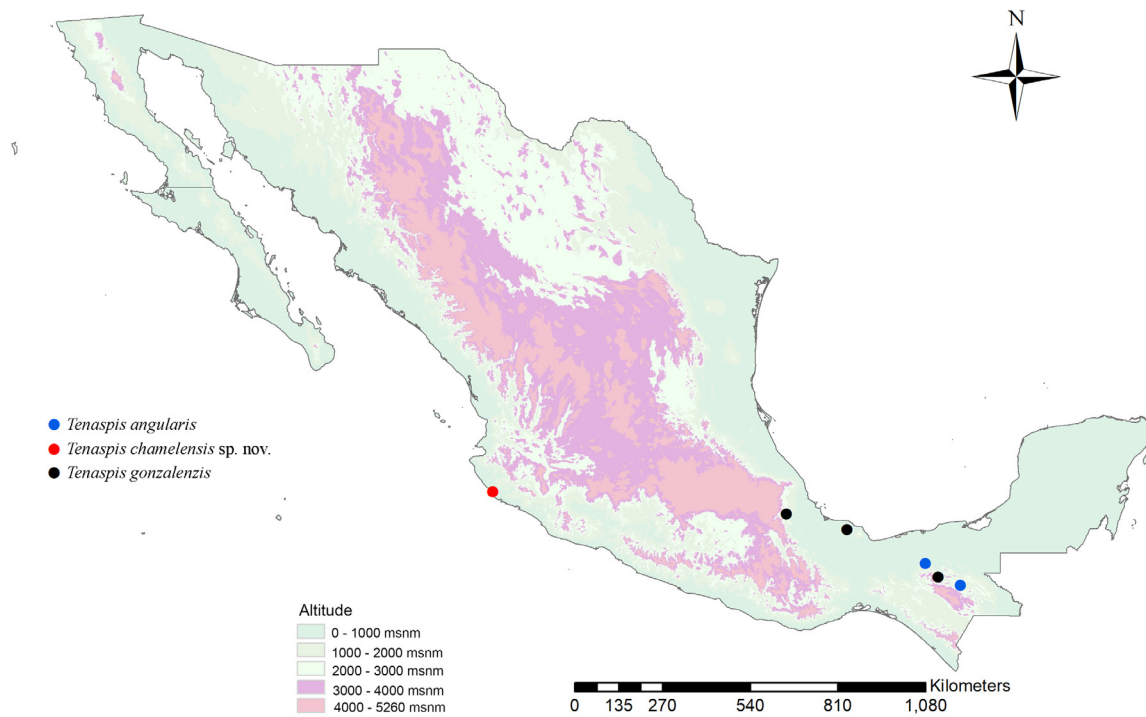 N
Tenaspis angularis
Tenaspis chamelensis sp. nov.
Tenaspis gonzalenzis
Altitude
0 - 1000 msnm
1000 - 2000 msnm
2000 - 3000 msnm
3000 - 4000 msnm
4000 - 5260 msnm
Kilometers
0 135 270 540 810 1,080